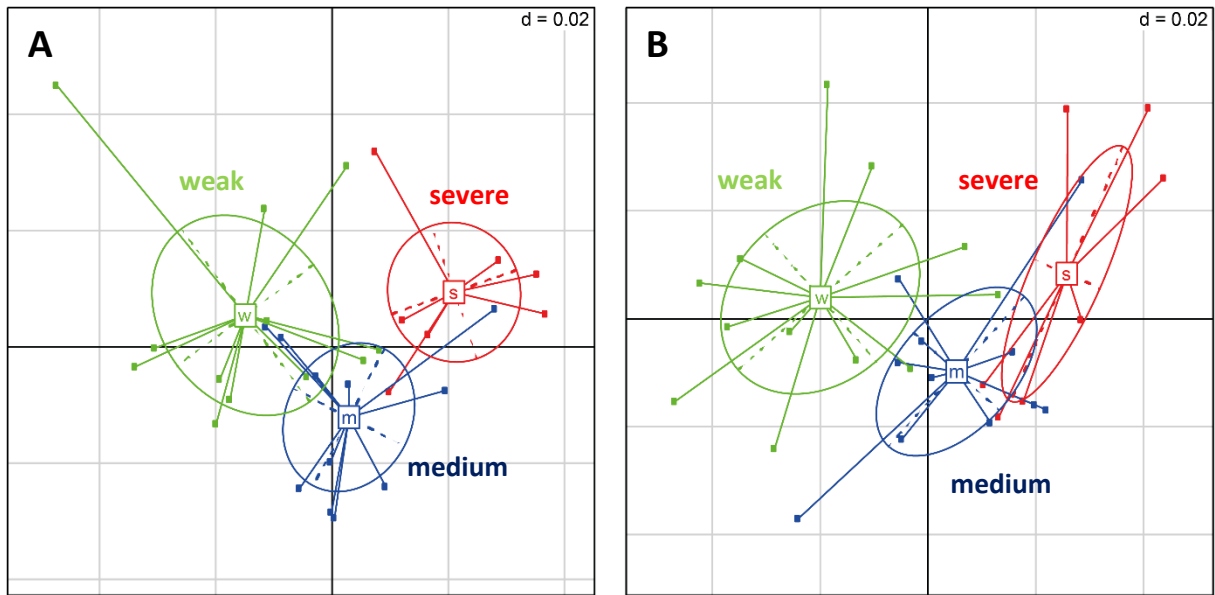 A
d = 0.02
weak
severe
w
s
m
medium
B
d = 0.02
weak
severe
s
w
m
medium